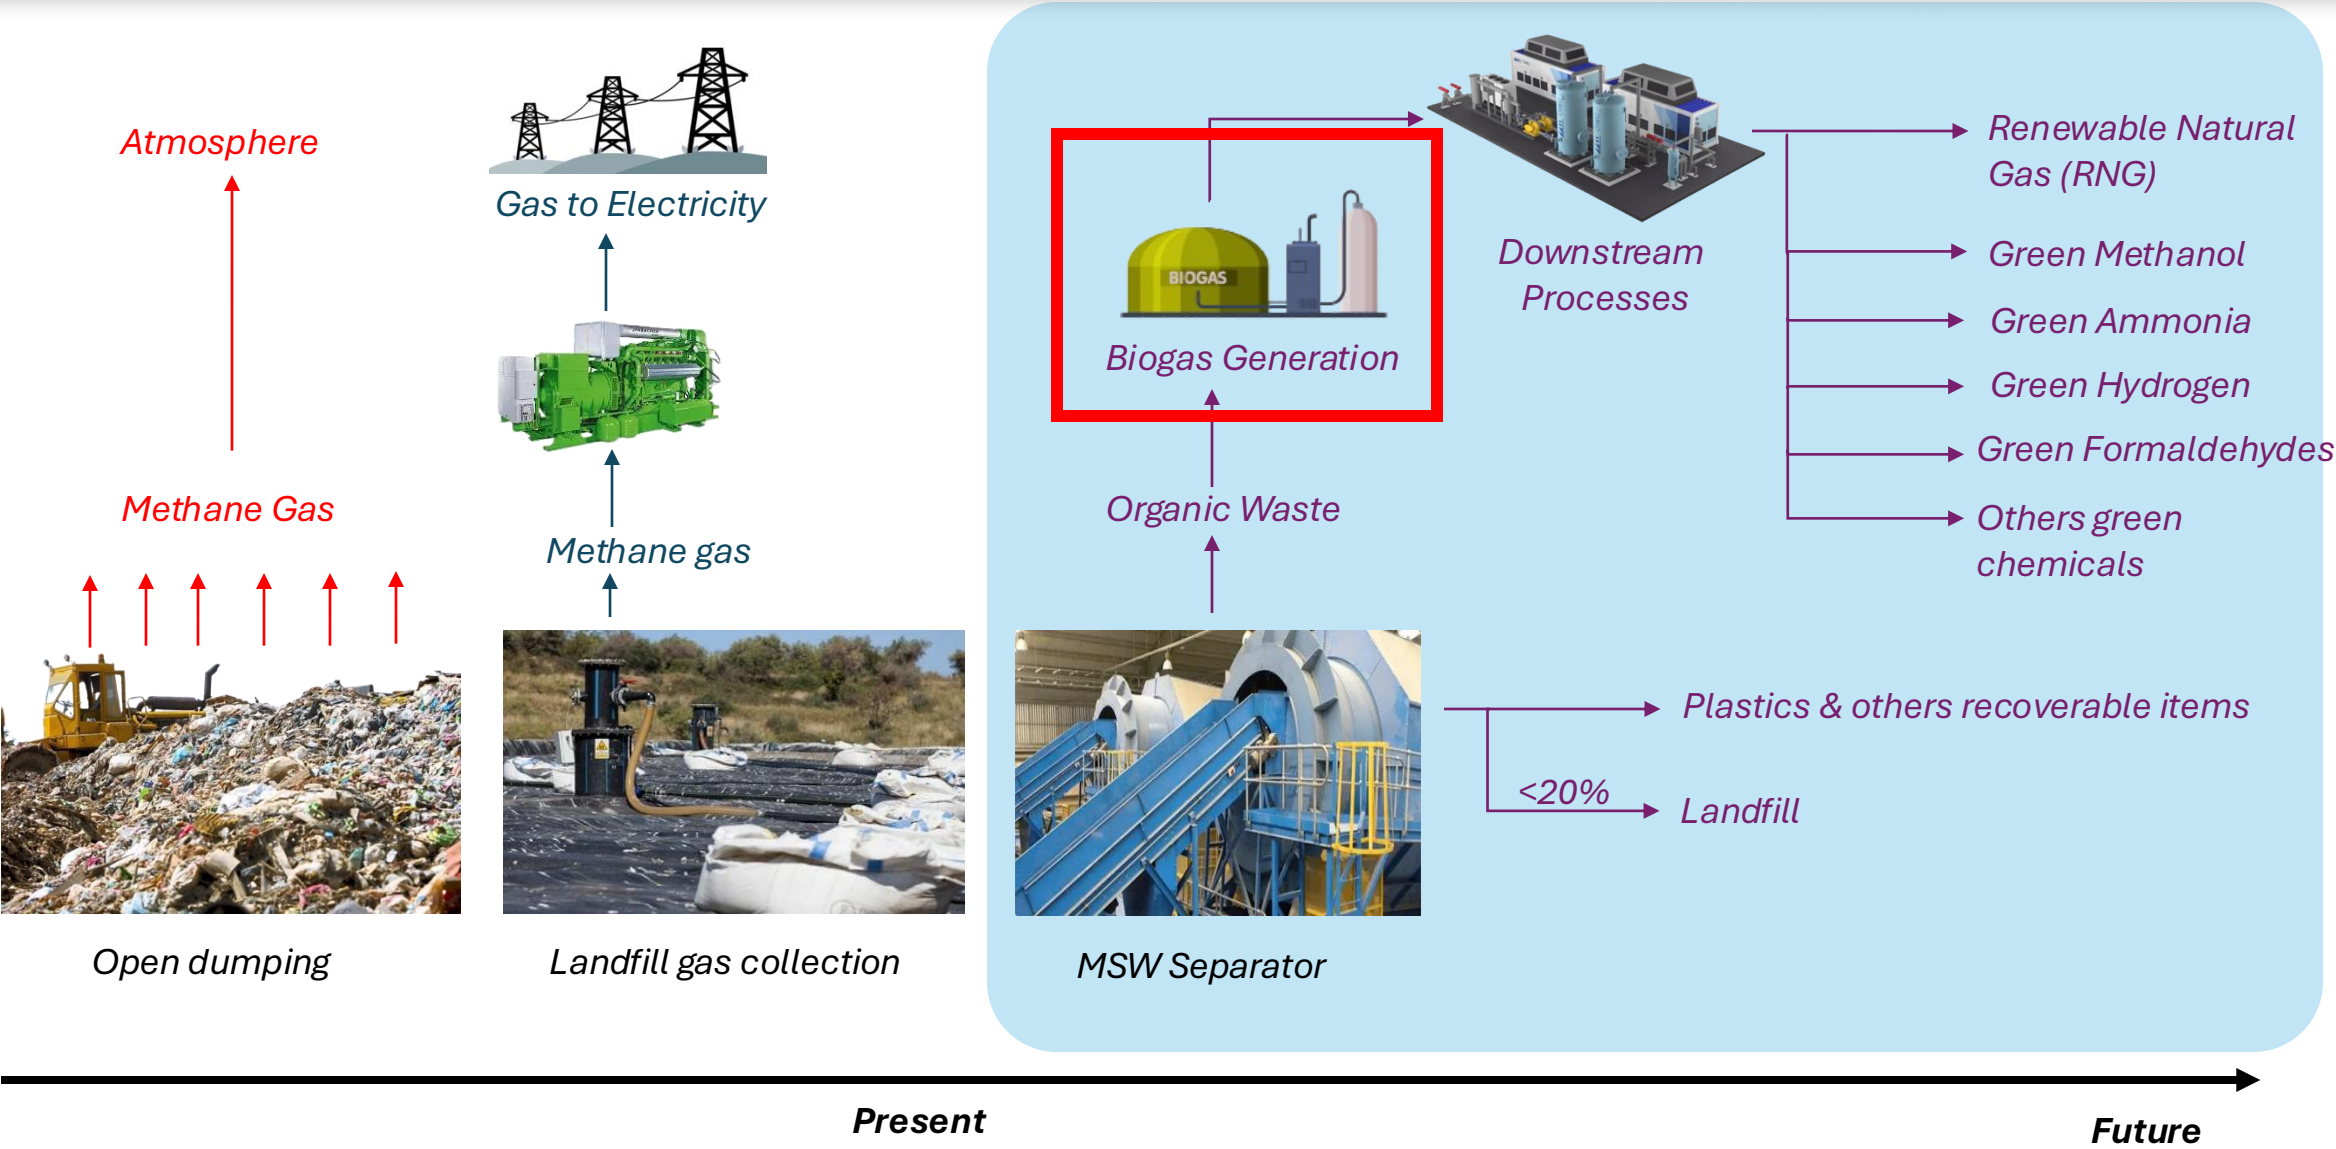 Atmosphere
Methane Gas
Open dumping
Gas to Electricity
Methane gas
Landfill gas collection
BIOGAS
Biogas Generation
Organic Waste
MSW Separator
Downstream
Processes
Renewable Natural
Gas (RNG)
Green Methanol
Green Ammonia
Green Hydrogen
Green Formaldehydes
Others green
chemicals
Plastics & others recoverable items
<20%
Landfill
Present
Future